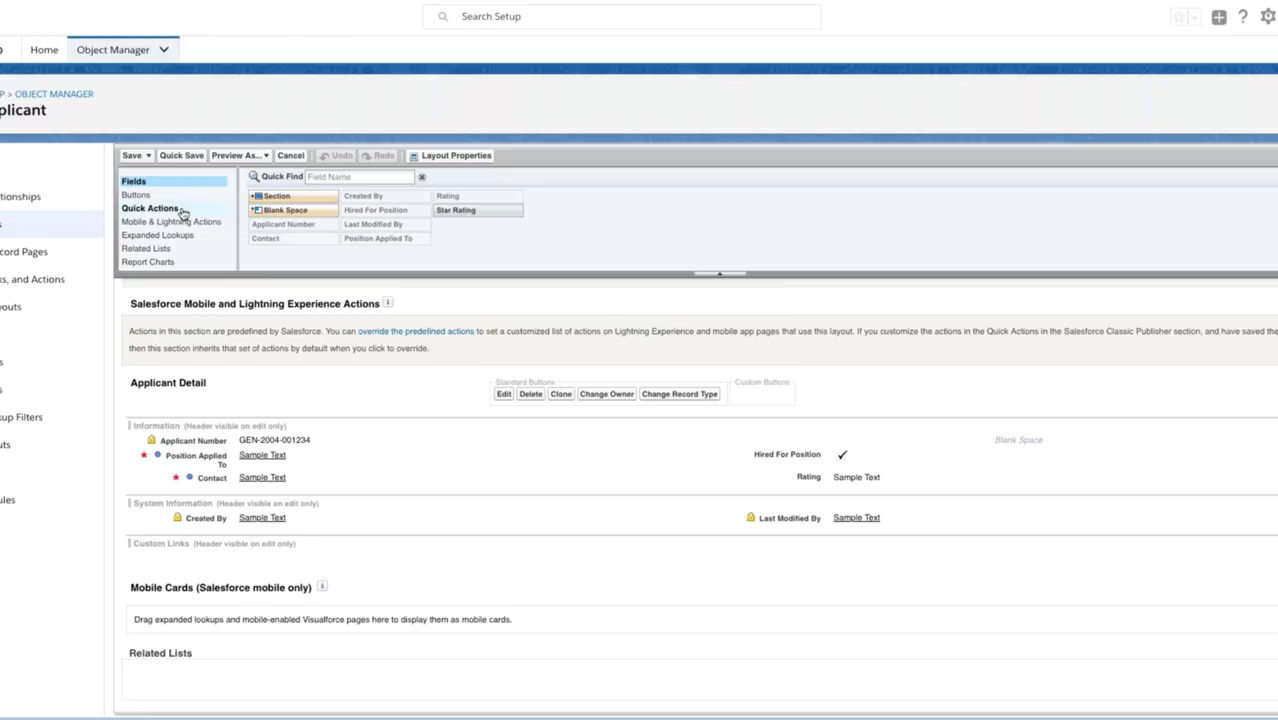 Search Setup
Home
Object Manager
P > OBJECT MANAGER
plicant
tionships
cord Pages
ks, and Actions
youts
kup Filters
uts
ules
Save
Quick Save
Preview As...
Cancel
Undo
Redo
Layout Properties
Fields
Buttons
Quick Actions
Mobile & Lightning Actions
Expanded Lookups
Related Lists
Report Charts
Quick Find
Field Name
Section
Created By
Rating
Blank Space
Hired For Position
Star Rating
Applicant Number
Last Modified By
Contact
Position Applied To
Salesforce Mobile and Lightning Experience Actions
Actions in this section are predefined by Salesforce. You can override the predefined actions to set a customized list of actions on Lightning Experience and mobile app pages that use this layout. If you customize the actions in the Quick Actions in the Salesforce Classic Publisher section, and have saved the
then this section inherits that set of actions by default when you click to override.
Applicant Detail
Standard Buttons
Edit
Delete
Clone
Change Owner
Change Record Type
Custom Buttons
Information (Header visible on edit only)
Applicant Number GEN-2004-001234
Blank Space
Position Applied To Sample Text
Hired For Position
Contact Sample Text
Rating Sample Text
System Information (Header visible on edit only)
Created By Sample Text
Last Modified By Sample Text
Custom Links (Header visible on edit only)
Mobile Cards (Salesforce mobile only)
Drag expanded lookups and mobile-enabled Visualforce pages here to display them as mobile cards.
Related Lists